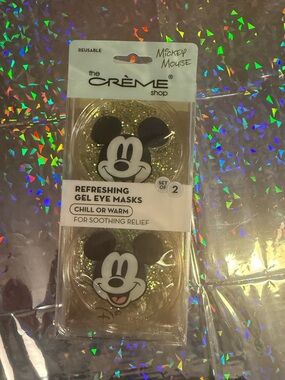 REUSABLE
MICKEY
MOUSE
the
CRÈME®
shop
REFRESHING
GEL EYE MASKS
CHILL OR WARM
FOR SOOTHING RELIEF
SET OF 2